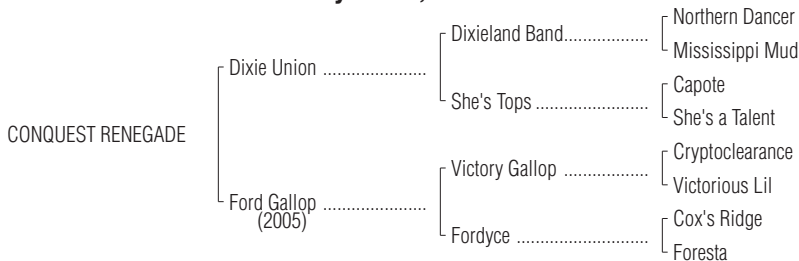 Northern Dancer
Dixieland Band....................
Mississippi Mud
Dixie Union ......................
Capote
She's Tops ........................
She's a Talent
CONQUEST RENEGADE
Cryptoclearance
Victory Gallop ..................
Victorious Lil
Ford Gallop ......................
(2005)
Cox's Ridge
Fordyce ............................
Foresta